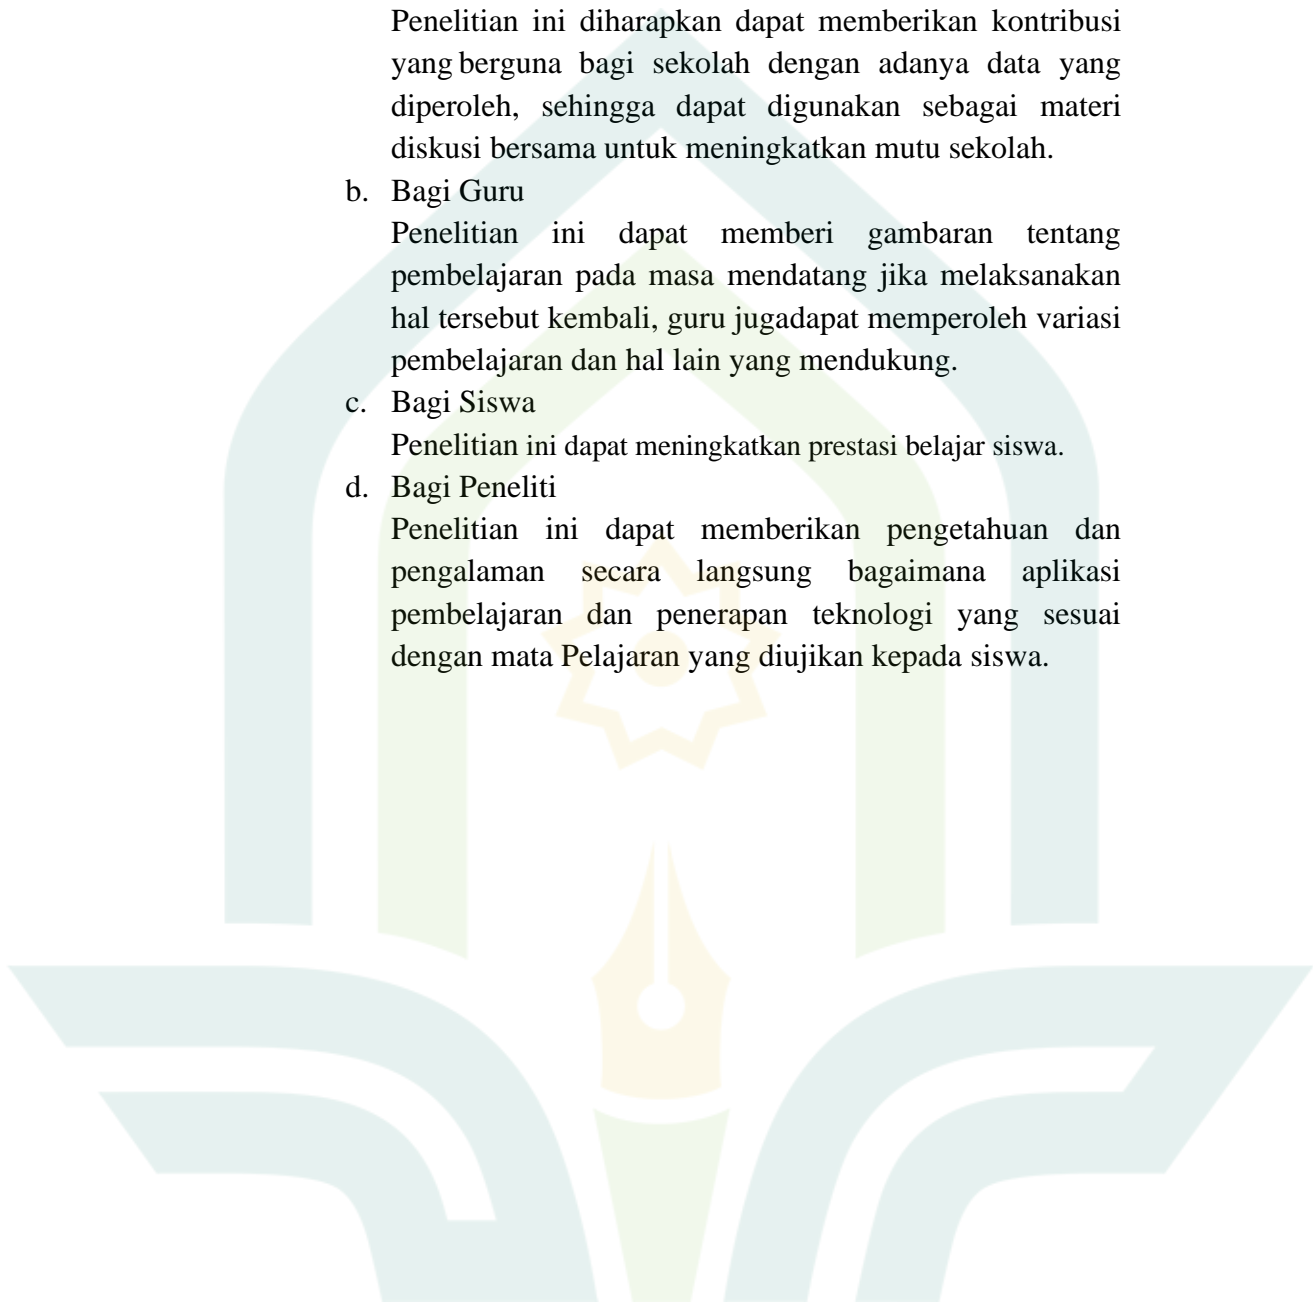 Penelitian ini diharapkan dapat memberikan kontribusi
yang berguna bagi sekolah dengan adanya data yang
diperoleh, sehingga dapat digunakan sebagai materi
diskusi bersama untuk meningkatkan mutu sekolah.
b. Bagi Guru
Penelitian ini dapat memberi gambaran tentang
pembelajaran pada masa mendatang jika melaksanakan
hal tersebut kembali, guru jugadapat memperoleh variasi
pembelajaran dan hal lain yang mendukung.
c. Bagi Siswa
Penelitian ini dapat meningkatkan prestasi belajar siswa.
d. Bagi Peneliti
Penelitian ini dapat memberikan pengetahuan dan
pengalaman secara langsung bagaimana aplikasi
pembelajaran dan penerapan teknologi yang sesuai
dengan mata Pelajaran yang diujikan kepada siswa.